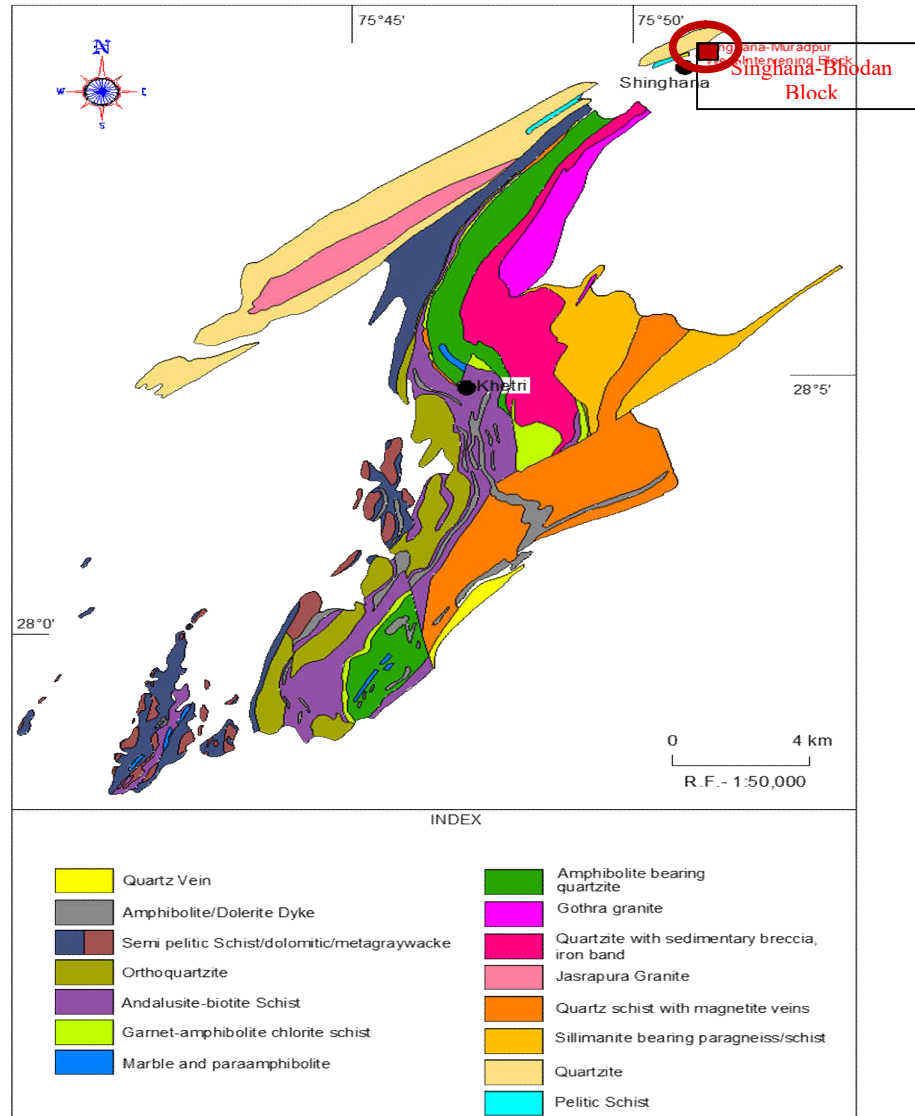 75°45'
75°50'
N
W
E
S
Singhana-Bhodan
Block
-Muradpur
Block
Shinghana
Khetri
28°5'
28°0'
0 4 km
R.F.- 1:50,000
INDEX
Quartz Vein
Amphibolite/Dolerite Dyke
Semi pelitic Schist/dolomitic/metagraywacke
Orthoquartzite
Andalusite-biotite Schist
Garnet-amphibolite chlorite schist
Marble and paraamphibolite
Amphibolite bearing
quartzite
Gothra granite
Quartzite with sedimentary breccia,
iron band
Jasrapura Granite
Quartz schist with magnetite veins
Sillimanite bearing paragneiss/schist
Quartzite
Pelitic Schist